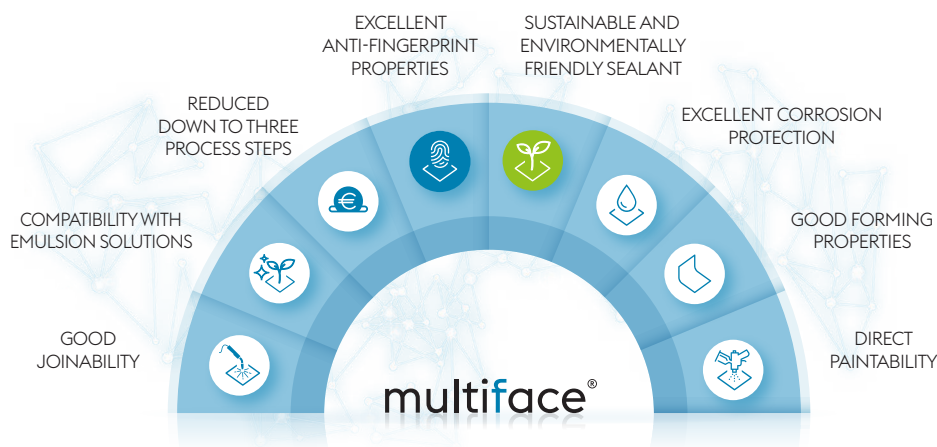 EXCELLENT
ANTI-FINGERPRINT
PROPERTIES
SUSTAINABLE AND
ENVIRONMENTALLY
FRIENDLY SEALANT
REDUCED
DOWN TO THREE
PROCESS STEPS
EXCELLENT CORROSION
PROTECTION
COMPATIBILITY WITH
EMULSION SOLUTIONS
GOOD FORMING
PROPERTIES
GOOD
JOINABILITY
DIRECT
PAINTABILITY
€
multiface®